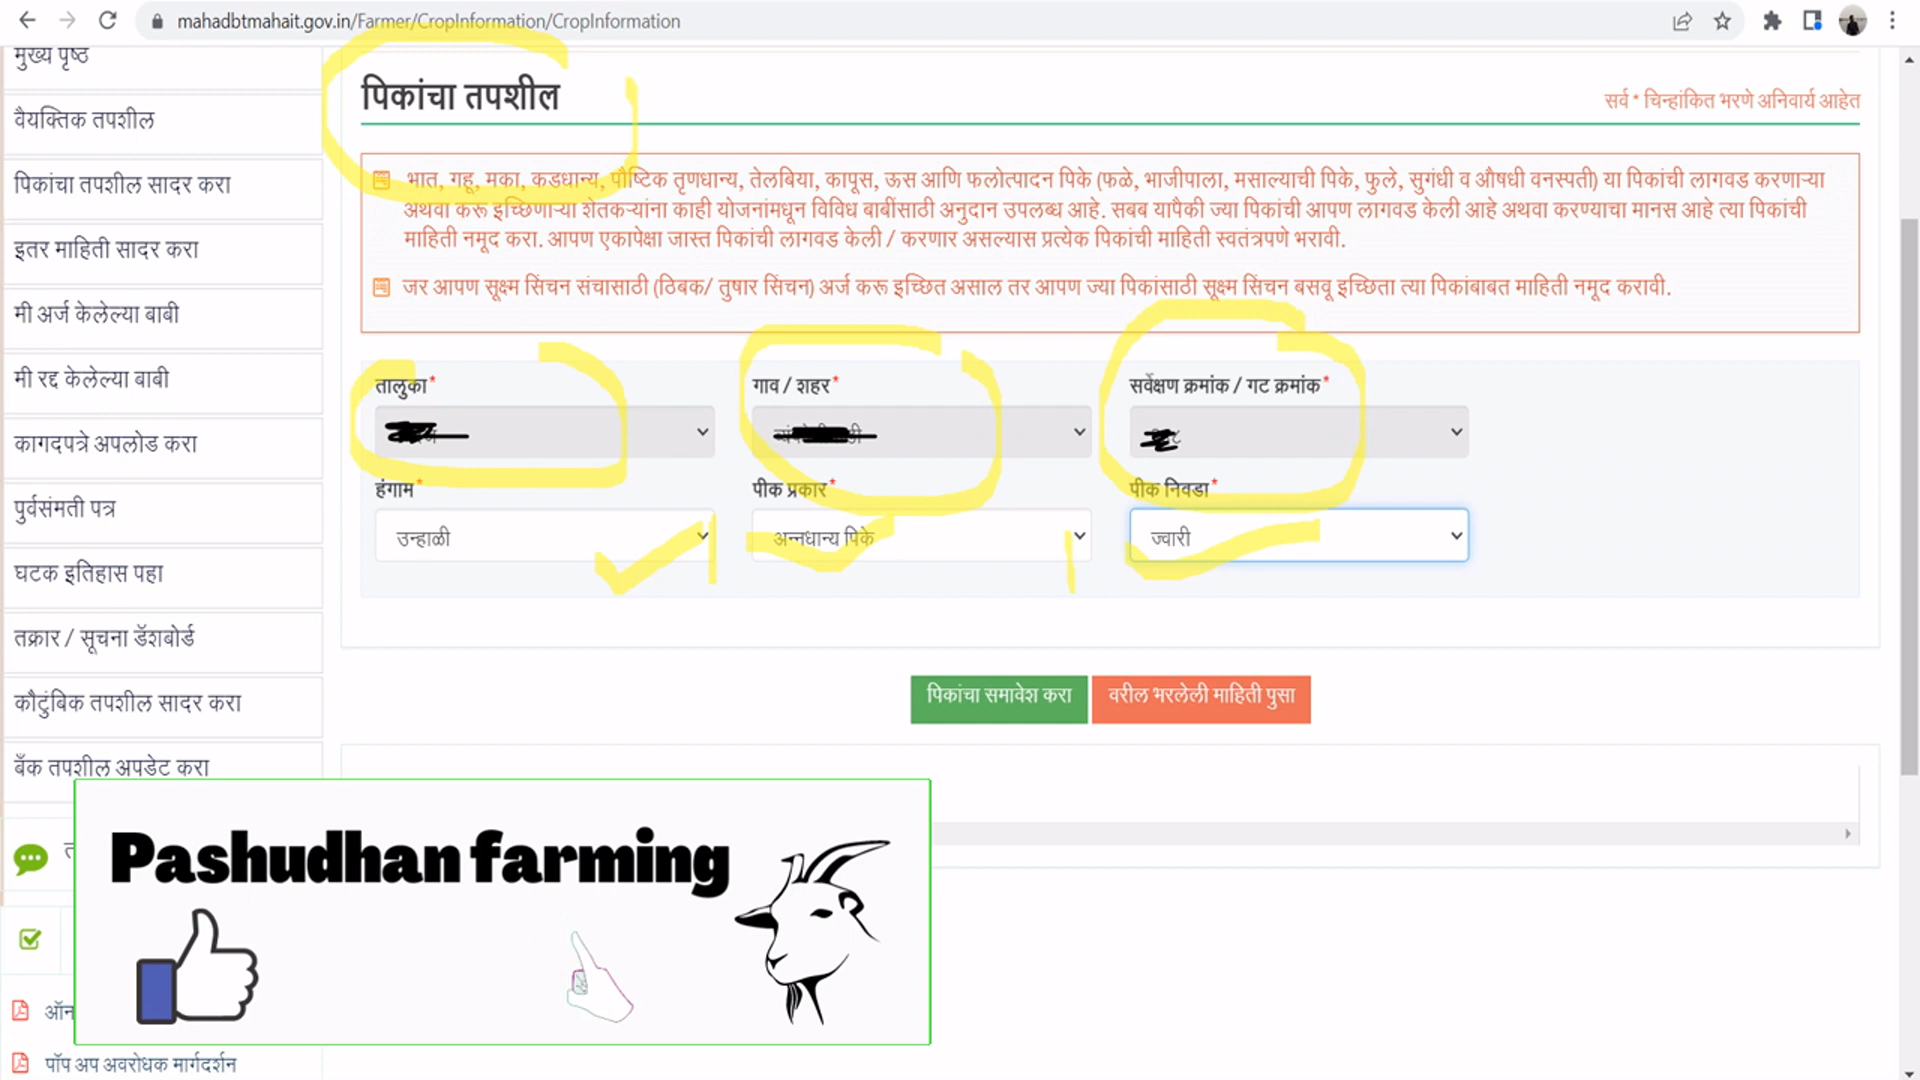 mahadbtmahait.gov.in/Farmer/CropInformation/CropInformation
मुख्य पृष्ठ
वैयक्तिक तपशील
पिकांचा तपशील सादर करा
इतर माहिती सादर करा
मी अर्ज केलेल्या बाबी
मी रद्द केलेल्या बाबी
कागदपत्रे अपलोड करा
पुर्वसंमती पत्र
घटक इतिहास पहा
तक्रार / सूचना डॅशबोर्ड
कौटुंबिक तपशील सादर करा
बँक तपशील अपडेट करा
पॉप अप अवरोधक मार्गदर्शन
पिकांचा तपशील
सर्व * चिन्हांकित भरणे अनिवार्य आहेत
भात, गहू, मका, कडधान्य, पौष्टिक तृणधान्य, तेलबिया, कापूस, ऊस आणि फलोत्पादन पिके (फळे, भाजीपाला, मसाल्याची पिके, फुले, सुगंधी व औषधी वनस्पती) या पिकांची लागवड करणाऱ्या
अथवा करू इच्छिणाऱ्या शेतकऱ्यांना काही योजनांमधून विविध बाबींसाठी अनुदान उपलब्ध आहे. सबब यापैकी ज्या पिकांची आपण लागवड केली आहे अथवा करण्याचा मानस आहे त्या पिकांची
माहिती नमूद करा. आपण एकापेक्षा जास्त पिकांची लागवड केली / करणार असल्यास प्रत्येक पिकांची माहिती स्वतंत्रपणे भरावी.
जर आपण सूक्ष्म सिंचन संचासाठी (ठिबक/ तुषार सिंचन) अर्ज करू इच्छित असाल तर आपण ज्या पिकांसाठी सूक्ष्म सिंचन बसवू इच्छिता त्या पिकांबाबत माहिती नमूद करावी.
तालुका* गाव / शहर* सर्वेक्षण क्रमांक / गट क्रमांक*
हंगाम* पीक प्रकार* पीक निवडा*
उन्हाळी अन्नधान्य पिके ज्वारी
पिकांचा समावेश करा वरील भरलेली माहिती पुसा
Pashudhan farming